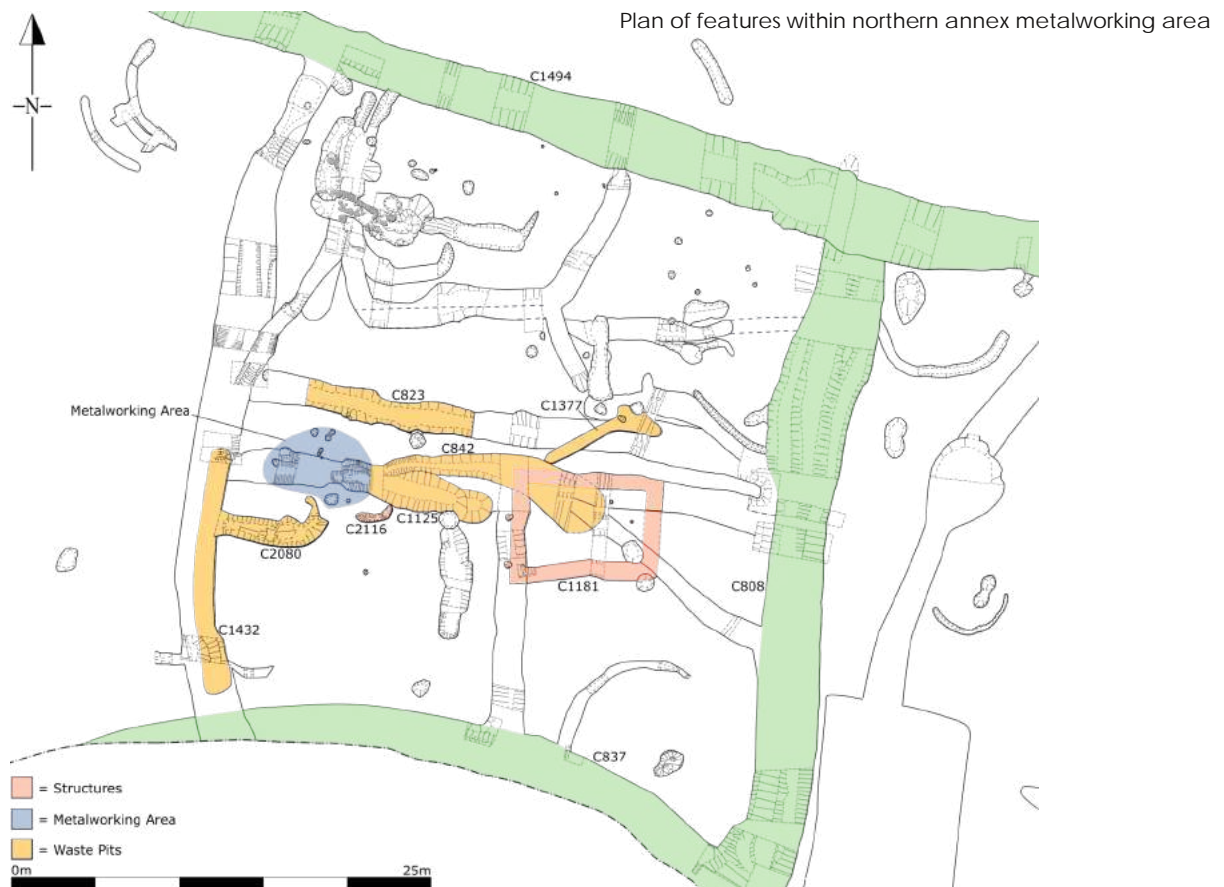 Plan of features within northern annex metalworking area
N
C1494
C823
C1377
Metalworking Area
C842
C2116
C1125
C2080
C1181
C808
C1432
C837
= Structures
= Metalworking Area
= Waste Pits
0m 25m